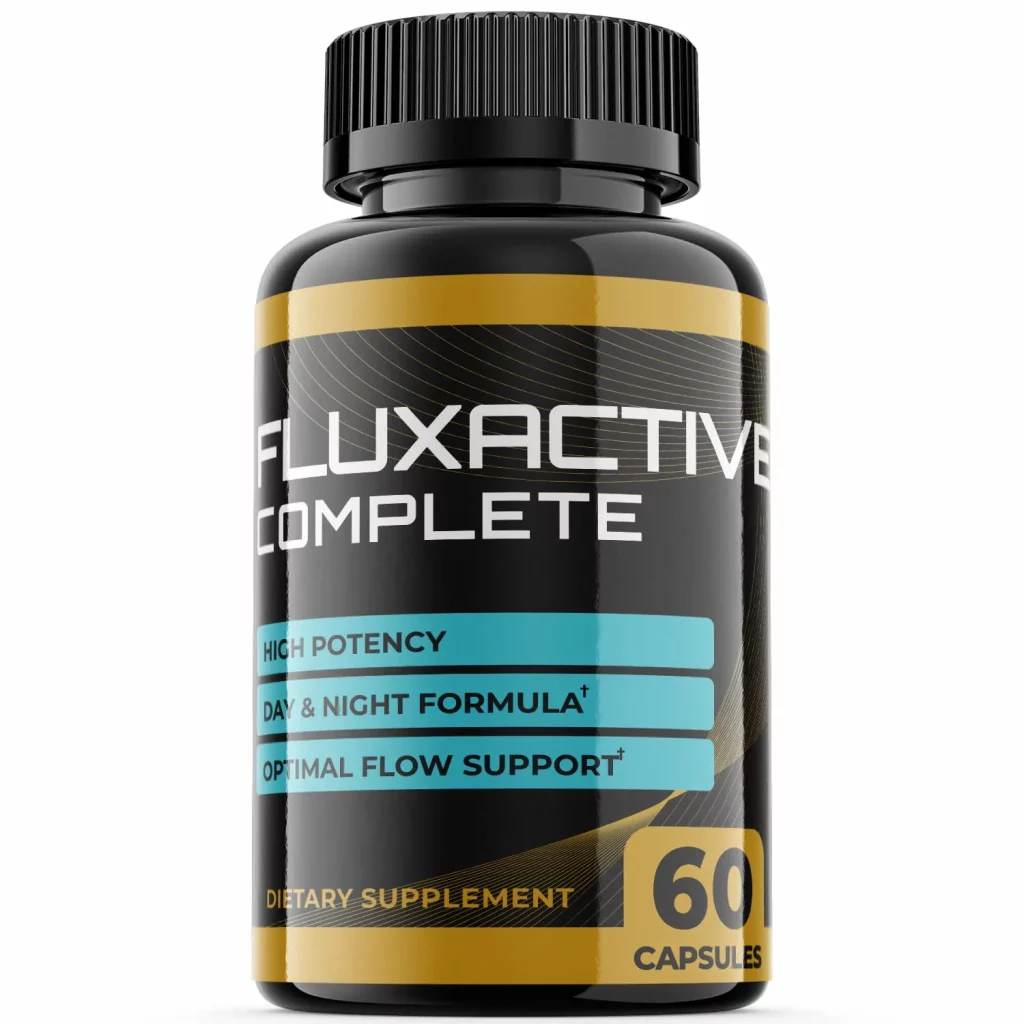 FLUXACTIVE
COMPLETE
HIGH POTENCY
DAY & NIGHT FORMULA†
OPTIMAL FLOW SUPPORT†
DIETARY SUPPLEMENT
60
CAPSULES